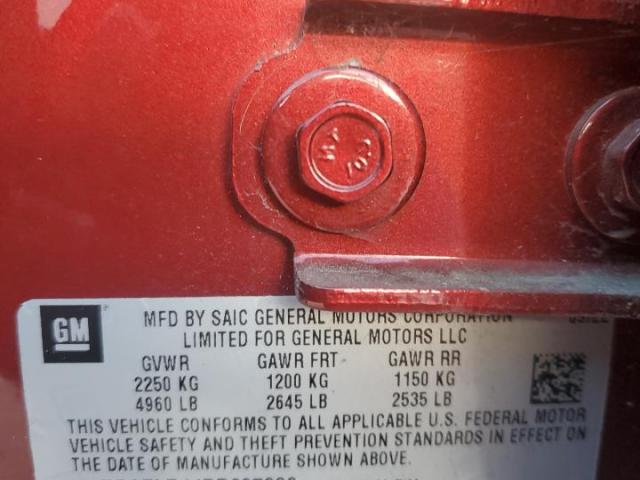 GM
MFD BY SAIC GENERAL MOTORS CORPORATION
LIMITED FOR GENERAL MOTORS LLC
GVWR GAWR FRT GAWR RR
2250 KG 1200 KG 1150 KG
4960 LB 2645 LB 2535 LB
THIS VEHICLE CONFORMS TO ALL APPLICABLE U.S. FEDERAL MOTOR
VEHICLE SAFETY AND THEFT PREVENTION STANDARDS IN EFFECT ON
THE DATE OF MANUFACTURE SHOWN ABOVE.